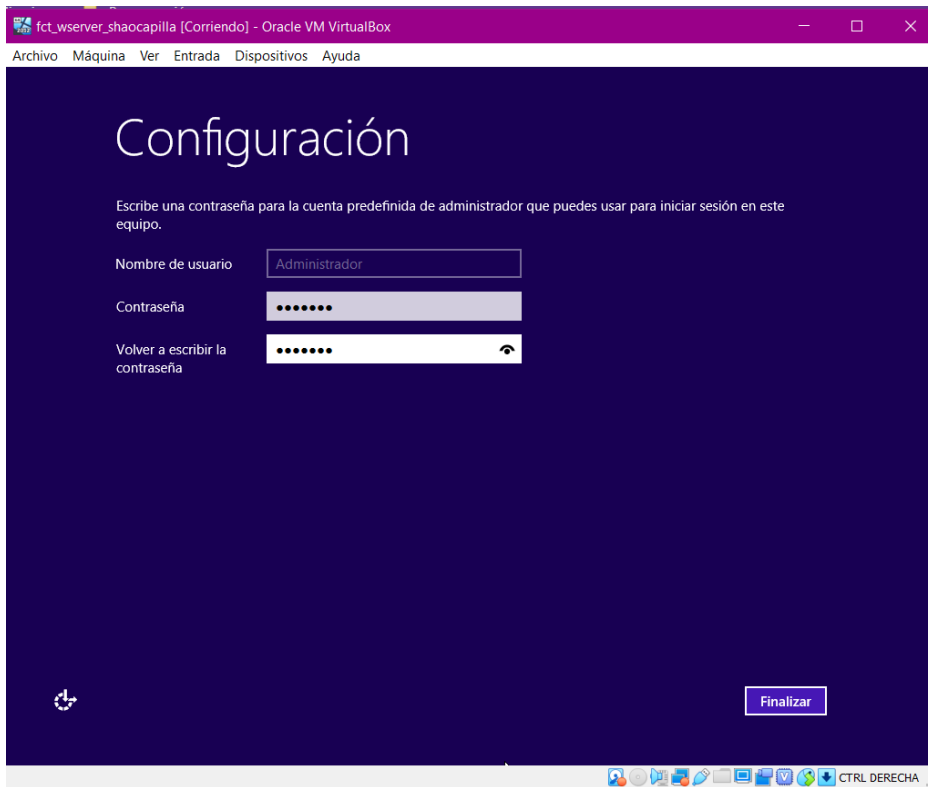 fct_wserver_shaocapilla [Corriendo] - Oracle VM VirtualBox
Archivo Máquina Ver Entrada Dispositivos Ayuda
Configuración
Escribe una contraseña para la cuenta predefinida de administrador que puedes usar para iniciar sesión en este
equipo.
Nombre de usuario Administrador
Contraseña •••••••
Volver a escribir la •••••••
contraseña
Finalizar
CTRL DERECHA